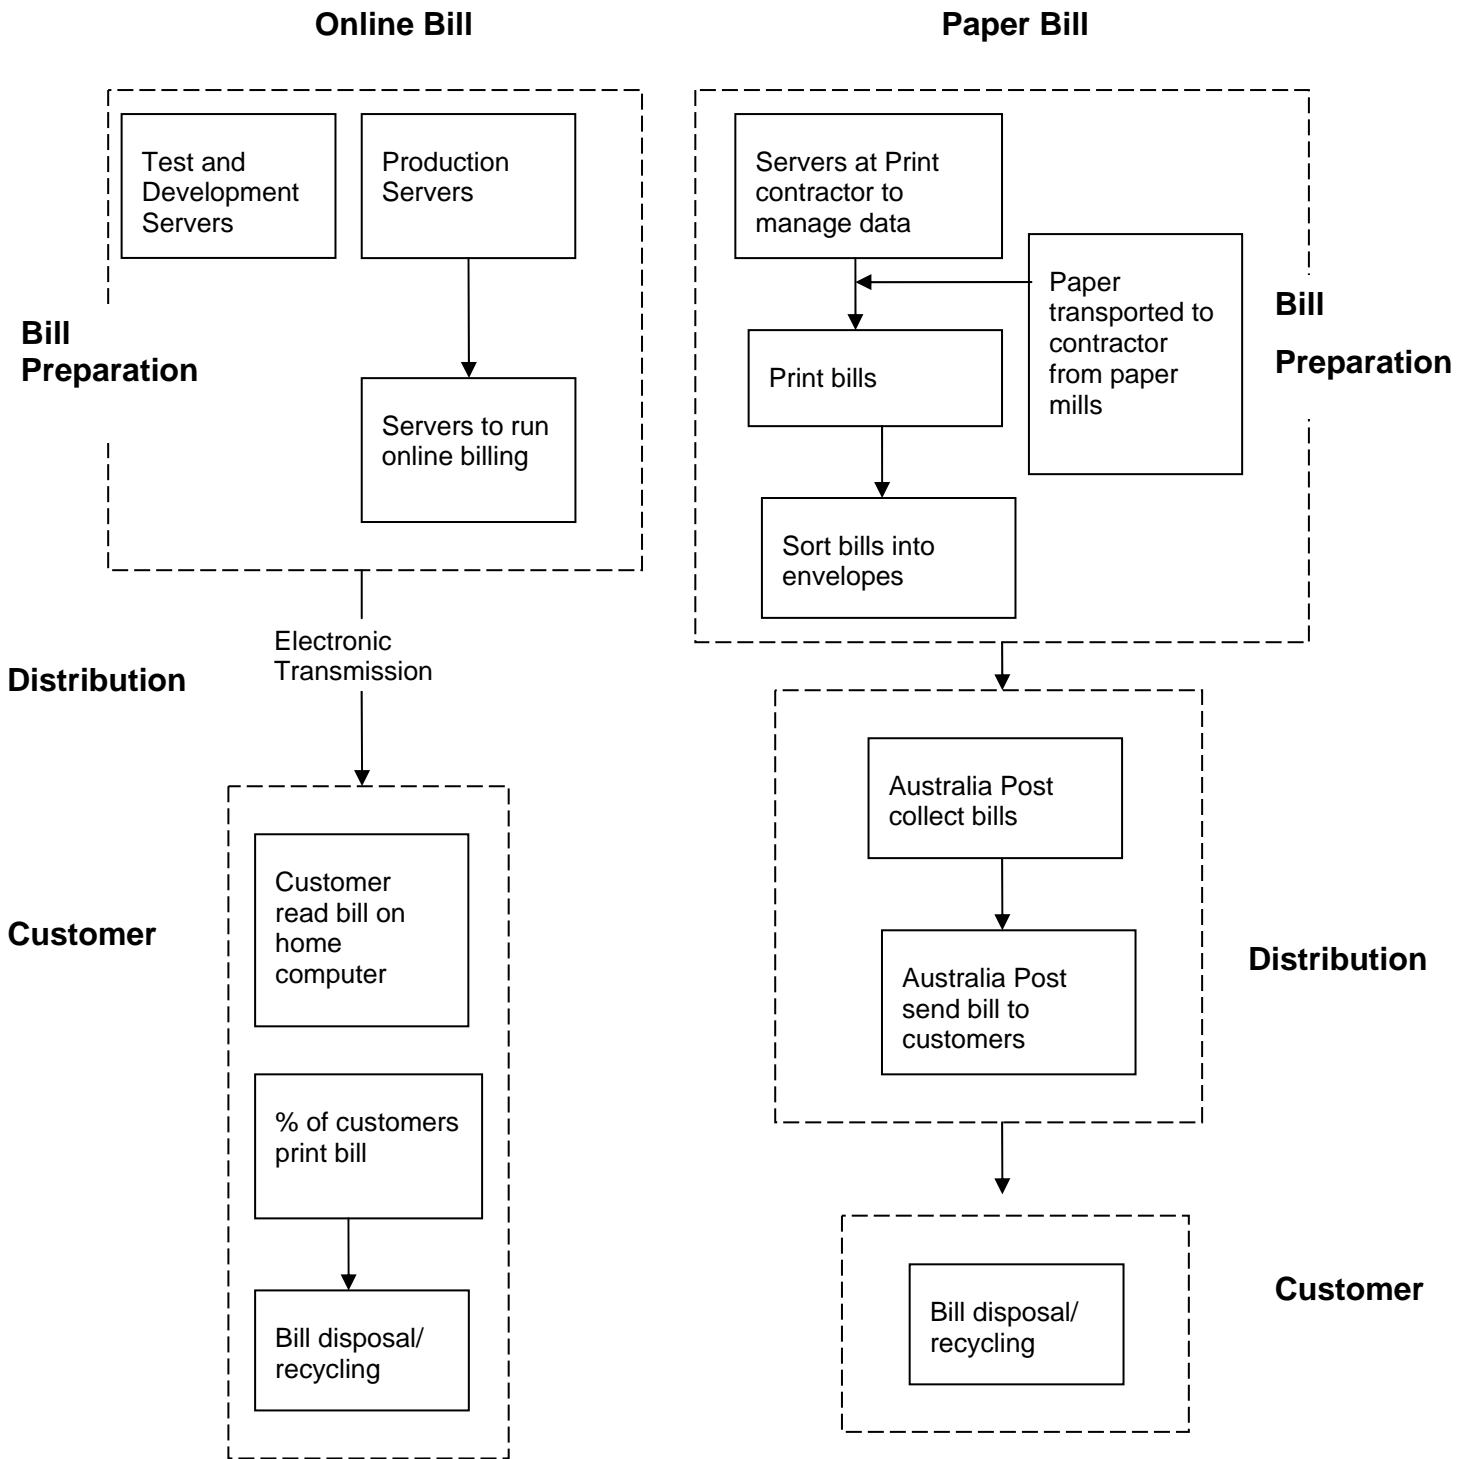 Online Bill
Test and
Development
Servers
Production
Servers
Bill
Preparation
Servers to run
online billing
Electronic
Transmission
Distribution
Customer
read bill on
home
computer
Customer
% of customers
print bill
Bill disposal/
recycling
Paper Bill
Servers at Print
contractor to
manage data
Paper
transported to
contractor
from paper
mills
Bill
Preparation
Print bills
Sort bills into
envelopes
Australia Post
collect bills
Australia Post
send bill to
customers
Distribution
Bill disposal/
recycling
Customer